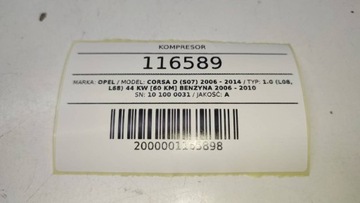 KOMPRESOR
116589
MARKA: OPEL / MODEL: CORSA D (S07) 2006 - 2014 / TYP: 1.0 (L08,
L68) 44 KW [60 KM] BENZYNA 2006 - 2010
SN: 10 100 0031 / JAKOŚĆ: A
2000001165898